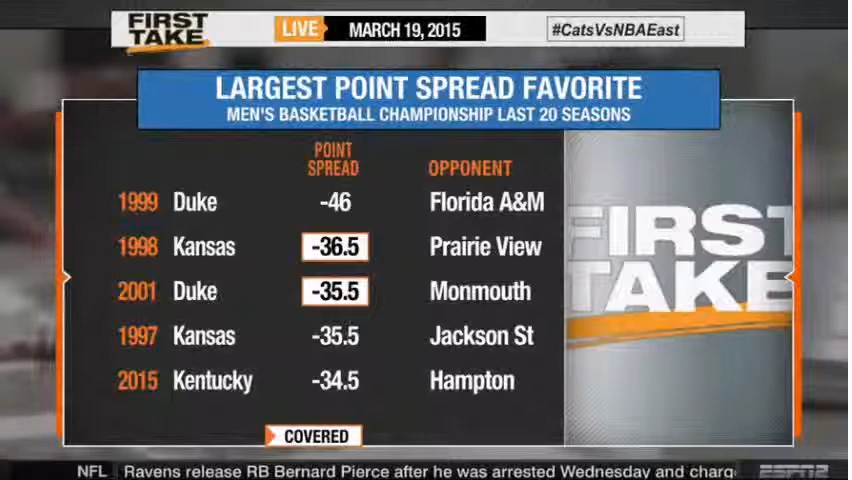 FIRST TAKE
LIVE MARCH 19, 2015 #CatsVsNBAEast
LARGEST POINT SPREAD FAVORITE
MEN'S BASKETBALL CHAMPIONSHIP LAST 20 SEASONS
POINT SPREAD OPPONENT
1999 Duke -46 Florida A&M
1998 Kansas -36.5 Prairie View
2001 Duke -35.5 Monmouth
1997 Kansas -35.5 Jackson St
2015 Kentucky -34.5 Hampton
COVERED
FIRST
TAKE
NFL Ravens release RB Bernard Pierce after he was arrested Wednesday and charg
ESPN2